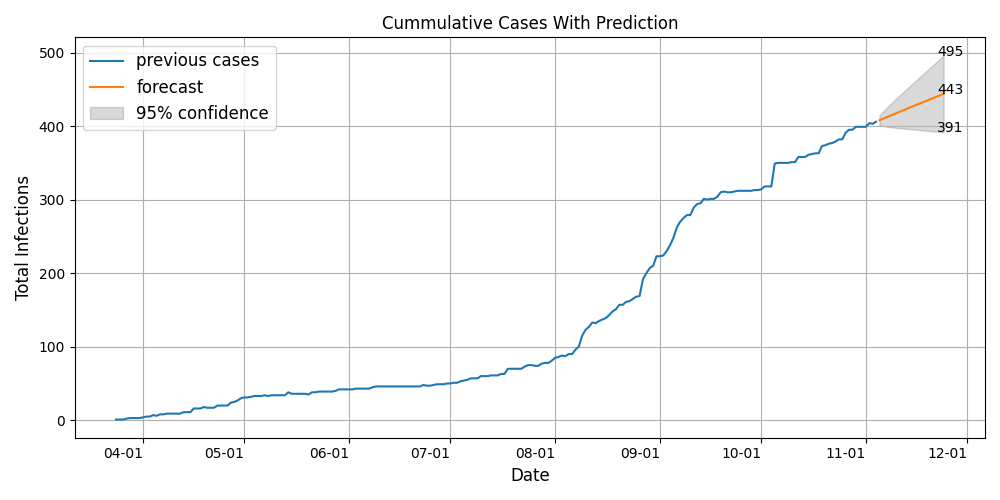 Cummulative Cases With Prediction
previous cases
forecast
95% confidence
495
443
391
Total Infections
500
400
300
200
100
0
04-01 05-01 06-01 07-01 08-01 09-01 10-01 11-01 12-01
Date